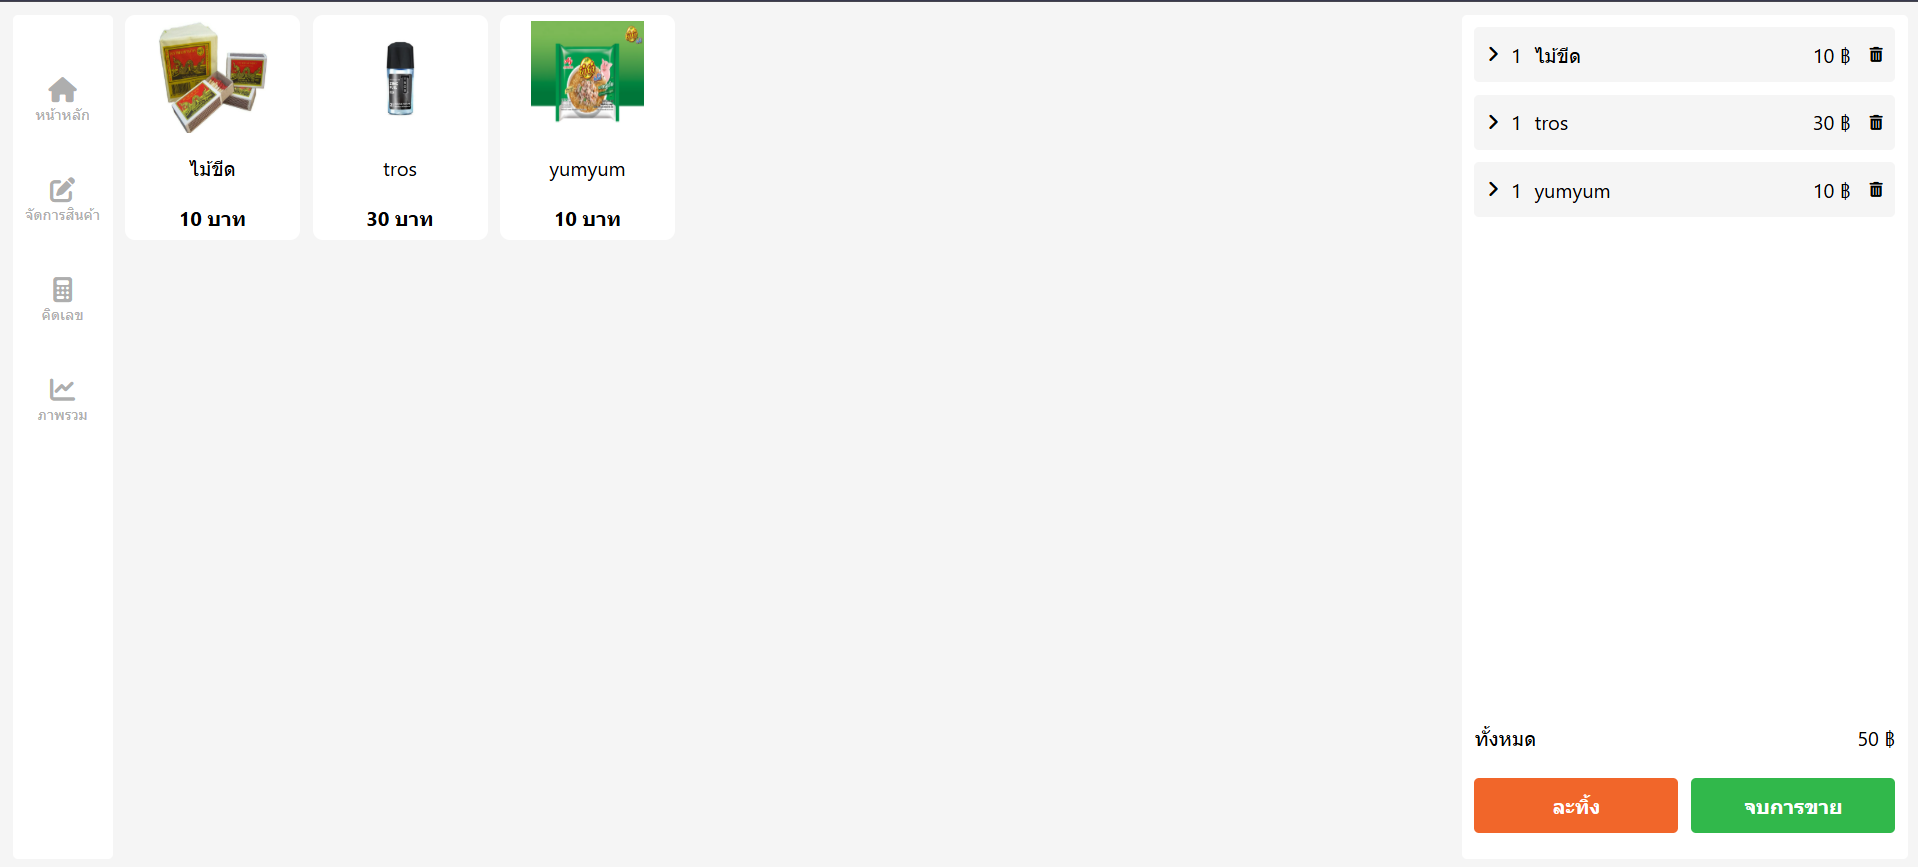 หน้าหลัก
จัดการสินค้า
คิดเลข
ภาพรวม
ไม้ขีด
10 บาท
tros
30 บาท
yumyum
10 บาท
1 ไม้ขีด 10 ฿
1 tros 30 ฿
1 yumyum 10 ฿
ทั้งหมด 50 ฿
ละทิ้ง
จบการขาย